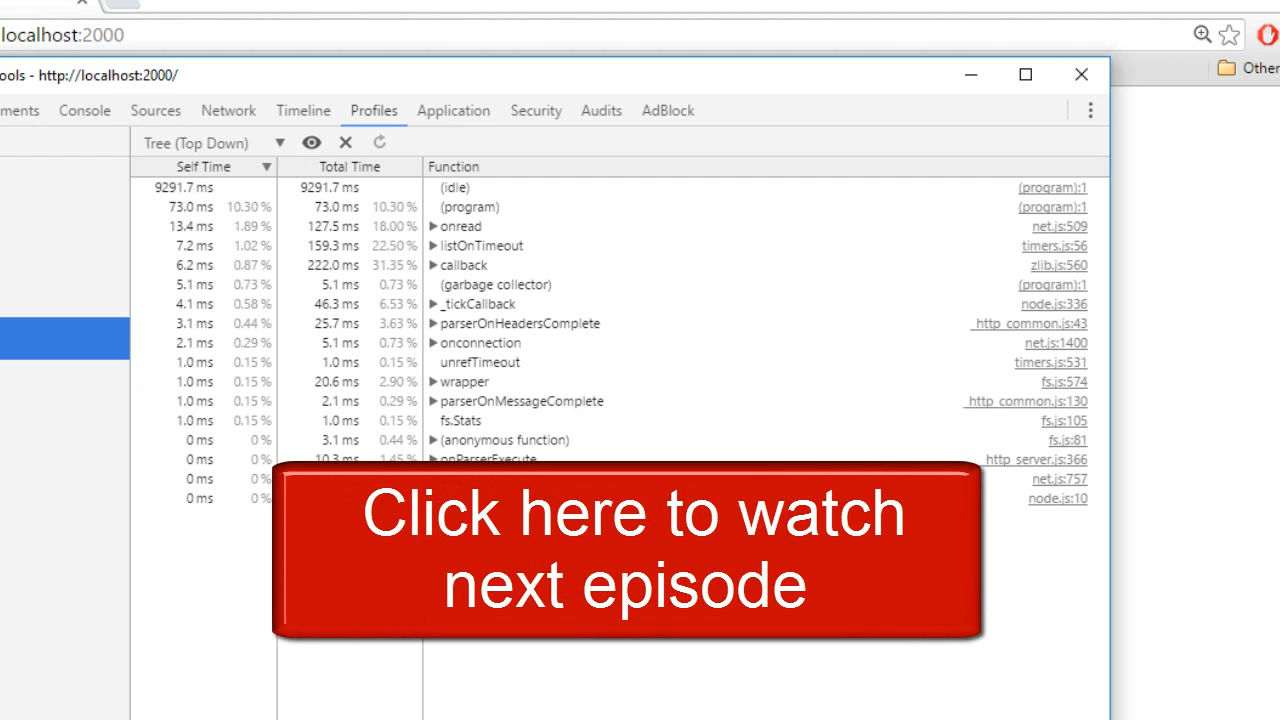 localhost:2000
Other
ools - http://localhost:2000/
ments Console Sources Network Timeline Profiles Application Security Audits AdBlock
Tree (Top Down)
Self Time Total Time Function
9291.7 ms 9291.7 ms (idle) (program):1
73.0 ms 10.30 % 73.0 ms 10.30 % (program) (program):1
13.4 ms 1.89 % 127.5 ms 18.00 % onread net.js:509
7.2 ms 1.02 % 159.3 ms 22.50 % listOnTimeout timers.js:56
6.2 ms 0.87 % 222.0 ms 31.35 % callback zlib.js:560
5.1 ms 0.73 % 5.1 ms 0.73 % (garbage collector) (program):1
4.1 ms 0.58 % 46.3 ms 6.53 % _tickCallback node.js:336
3.1 ms 0.44 % 25.7 ms 3.63 % parserOnHeadersComplete _http_common.js:43
2.1 ms 0.29 % 5.1 ms 0.73 % onconnection net.js:1400
1.0 ms 0.15 % 1.0 ms 0.15 % unrefTimeout timers.js:531
1.0 ms 0.15 % 20.6 ms 2.90 % wrapper fs.js:574
1.0 ms 0.15 % 2.1 ms 0.29 % parserOnMessageComplete _http_common.js:130
1.0 ms 0.15 % 1.0 ms 0.15 % fs.Stats fs.js:105
0 ms 0 % 3.1 ms 0.44 % (anonymous function) fs.js:81
0 ms 0 % 10.3 ms 1.45 % onParserExecute http_server.js:366
0 ms 0 % net.js:757
0 ms 0 % node.js:10
Click here to watch
next episode